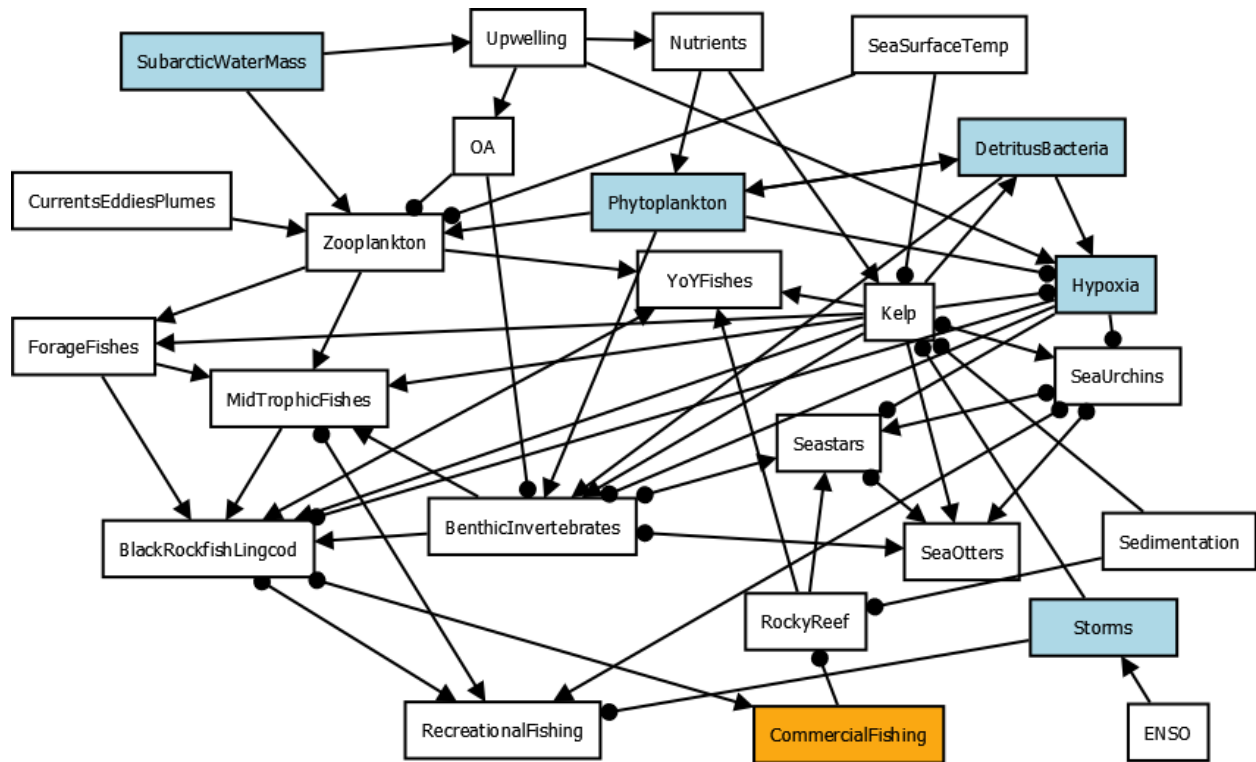 Upwelling
Nutrients
SeaSurfaceTemp
SubarcticWaterMass
OA
DetritusBacteria
CurrentsEddiesPlumes
Phytoplankton
Zooplankton
YoYFishes
Hypoxia
Kelp
ForageFishes
SeaUrchins
MidTrophicFishes
Seastars
BenthicInvertebrates
Sedimentation
BlackRockfishLingcod
SeaOtters
RockyReef
Storms
RecreationalFishing
CommercialFishing
ENSO